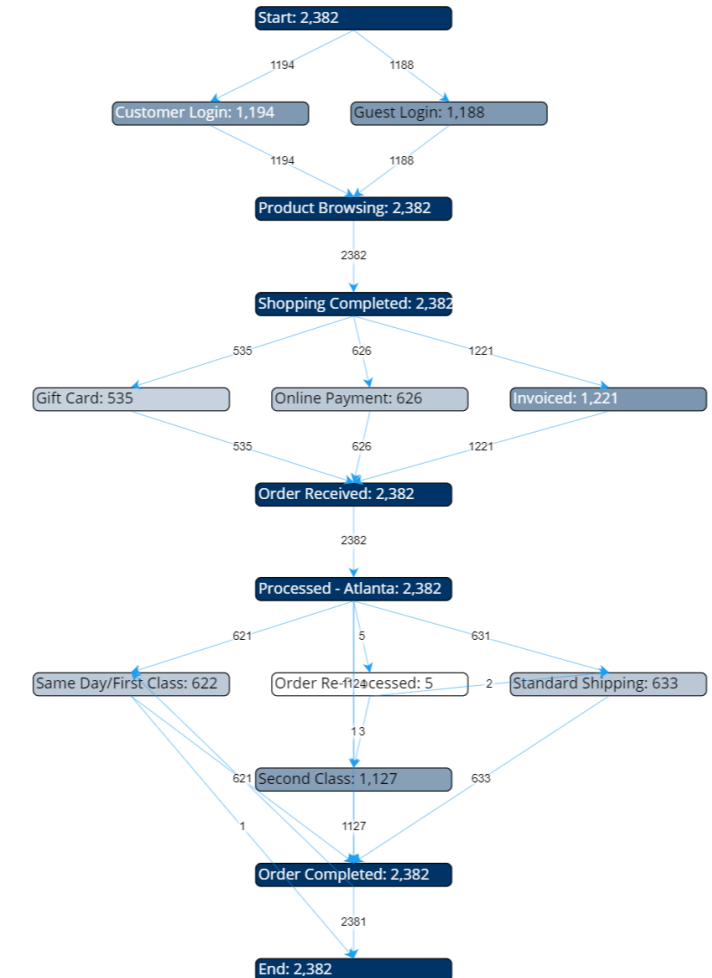 Start: 2,382
1194
1188
Customer Login: 1,194
Guest Login: 1,188
1194
1188
Product Browsing: 2,382
2382
Shopping Completed: 2,382
535
626
1221
Gift Card: 535
Online Payment: 626
Invoiced: 1,221
535
626
1221
Order Received: 2,382
2382
Processed - Atlanta: 2,382
621
5
631
Same Day/First Class: 622
2
Standard Shipping: 633
621
Second Class: 1,127
633
1
1127
Order Completed: 2,382
2381
End: 2,382